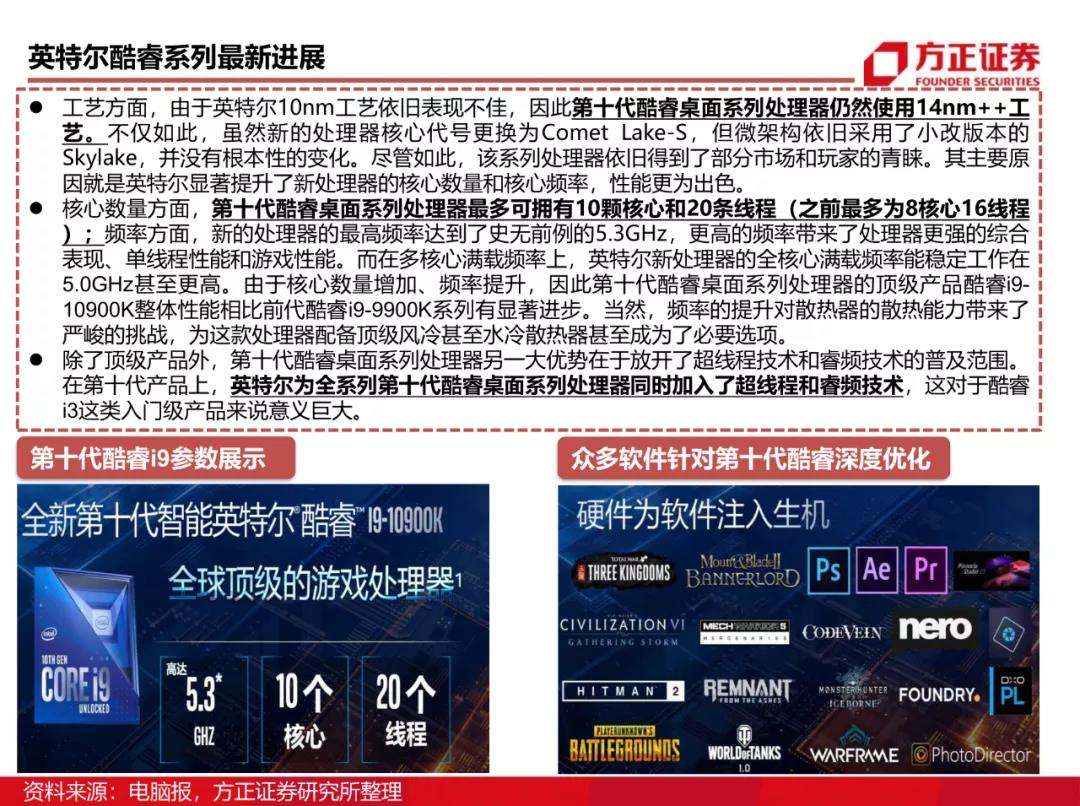 英特尔酷睿系列最新进展
方正证券
FOUNDER SECURITIES
● 工艺方面，由于英特尔10nm工艺依旧表现不佳，因此第十代酷睿桌面系列处理器仍然使用14nm++工
艺。不仅如此，虽然新的处理器核心代号更换为Comet Lake-S，但微架构依旧采用了小改版本的
Skylake，并没有根本性的变化。尽管如此，该系列处理器依旧得到了部分市场和玩家的青睐。其主要原
因就是英特尔显著提升了新处理器的核心数量和核心频率，性能更为出色。
● 核心数量方面，第十代酷睿桌面系列处理器最多可拥有10颗核心和20条线程（之前最多为8核心16线程
）；频率方面，新的处理器的最高频率达到了史无前例的5.3GHz，更高的频率带来了处理器更强的综合
表现、单线程性能和游戏性能。而在多核心满载频率上，英特尔新处理器的全核心满载频率能稳定工作在
5.0GHz甚至更高。由于核心数量增加、频率提升，因此第十代酷睿桌面系列处理器的顶级产品酷睿i9-
10900K整体性能相比前代酷睿i9-9900K系列有显著进步。当然，频率的提升对散热器的散热能力带来了
严峻的挑战，为这款处理器配备顶级风冷甚至水冷散热器甚至成为了必要选项。
● 除了顶级产品外，第十代酷睿桌面系列处理器另一大优势在于放开了超线程技术和睿频技术的普及范围。
在第十代产品上，英特尔为全系列第十代酷睿桌面系列处理器同时加入了超线程和睿频技术，这对于酷睿
i3这类入门级产品来说意义巨大。
第十代酷睿i9参数展示
全新第十代智能英特尔®酷睿™ I9-10900K
全球顶级的游戏处理器1
intel
10TH GEN
CORE i9
UNLOCKED
高达
5.3*
GHZ
10个
核心
20个
线程
众多软件针对第十代酷睿深度优化
硬件为软件注入生机
TOTAL WAR
THREE KINGDOMS
MOUNT&BLADE II
BANNERLORD
Ps
Ae
Pr
Pinnacle
CIVILIZATION VI
GATHERING STORM
MECHWARRIOR 5
MERCENARIES
CODE VEIN
nero
HITMAN 2
REMNANT
FROM THE ASHES
MONSTER HUNTER
ICEBORNE
FOUNDRY.
DXO
PL
PLAYERUNKNOWN'S
BATTLEGROUNDS
WORLD OF TANKS
1.0
WARFRAME
PhotoDirector
资料来源：电脑报，方正证券研究所整理